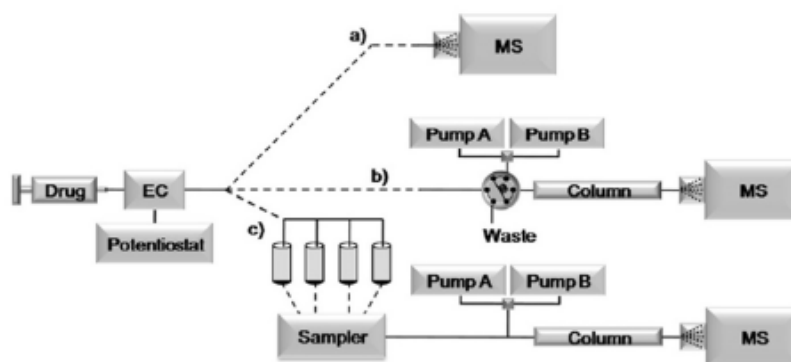 a)
MS
Pump A Pump B
Drug EC b) Column MS
Waste
Potentiostat c)
Pump A Pump B
Sampler Column MS